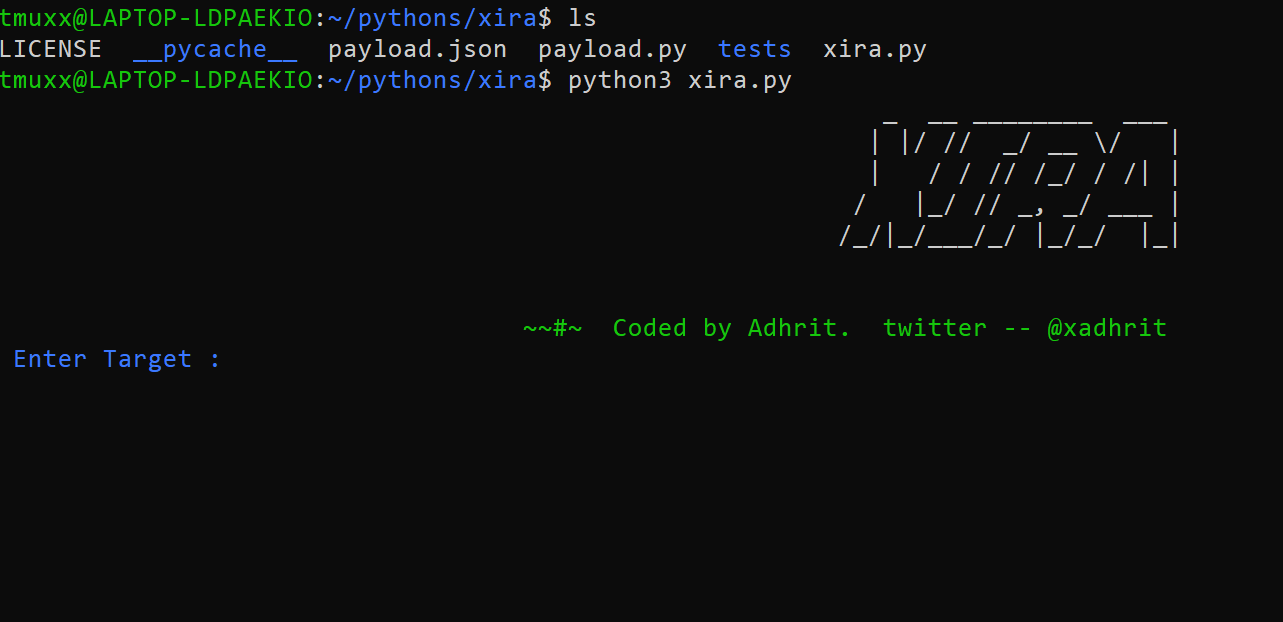 tmuxx@LAPTOP-LDPAEKIO:~/pythons/xira$ ls
LICENSE  __pycache__  payload.json  payload.py  tests  xira.py
tmuxx@LAPTOP-LDPAEKIO:~/pythons/xira$ python3 xira.py
XIRA
~~#~  Coded by Adhrit.  twitter -- @xadhrit
Enter Target :